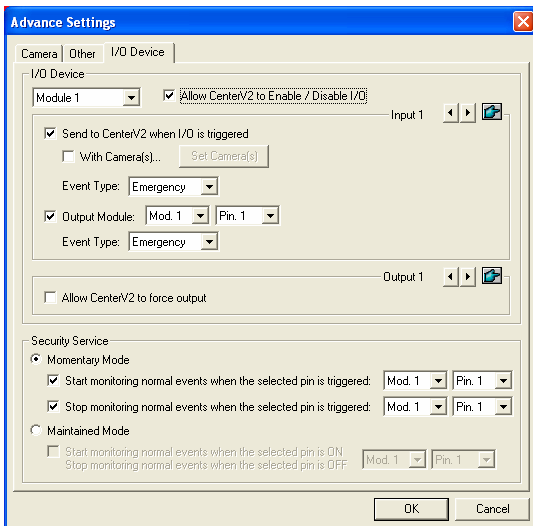 Advance Settings
Camera Other I/O Device
I/O Device
Module 1 Allow CenterV2 to Enable / Disable I/O
Input 1
Send to CenterV2 when I/O is triggered
With Camera(s)... Set Camera(s)
Event Type: Emergency
Output Module: Mod. 1 Pin. 1
Event Type: Emergency
Output 1
Allow CenterV2 to force output
Security Service
Momentary Mode
Start monitoring normal events when the selected pin is triggered: Mod. 1 Pin. 1
Stop monitoring normal events when the selected pin is triggered: Mod. 1 Pin. 1
Maintained Mode
Start monitoring normal events when the selected pin is ON
Stop monitoring normal events when the selected pin is OFF Mod. 1 Pin. 1
OK Cancel